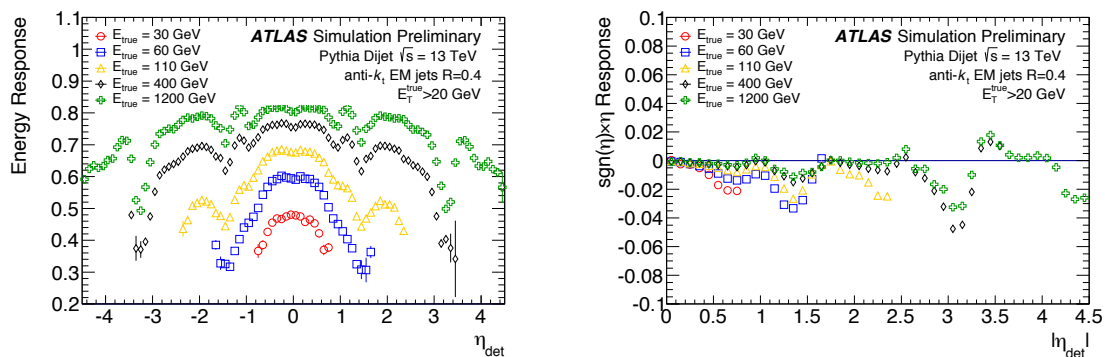 Energy Response
1.2
1.1
1
0.9
0.8
0.7
0.6
0.5
0.4
0.3
0.2
E_true = 30 GeV
E_true = 60 GeV
E_true = 110 GeV
E_true = 400 GeV
E_true = 1200 GeV
ATLAS Simulation Preliminary
Pythia Dijet √s = 13 TeV
anti-k_t EM jets R=0.4
E_T^true>20 GeV
-4 -3 -2 -1 0 1 2 3 4
η_det
sgn(η)×η Response
0.1
0.08
0.06
0.04
0.02
0
-0.02
-0.04
-0.06
-0.08
-0.1
E_true = 30 GeV
E_true = 60 GeV
E_true = 110 GeV
E_true = 400 GeV
E_true = 1200 GeV
ATLAS Simulation Preliminary
Pythia Dijet √s = 13 TeV
anti-k_t EM jets R=0.4
E_T^true>20 GeV
0 0.5 1 1.5 2 2.5 3 3.5 4 4.5
|η_det|